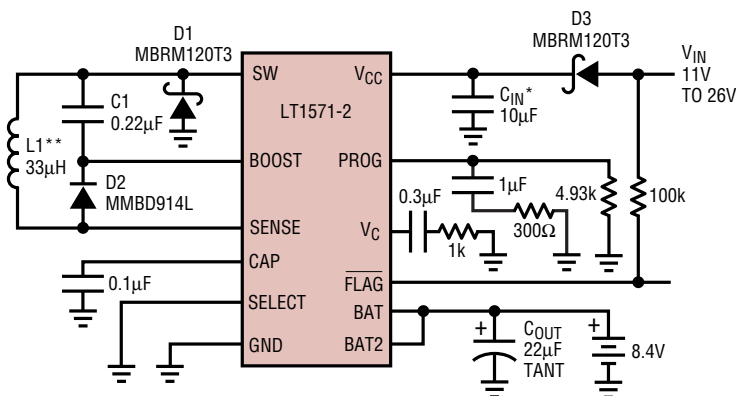 D1
MBRM120T3
D3
MBRM120T3
V_IN
11V
TO 26V
SW
V_CC
LT1571-2
C1
0.22µF
C_IN*
10µF
L1**
33µH
BOOST
PROG
D2
MMBD914L
1µF
4.93k
100k
0.3µF
300Ω
SENSE
V_C
1k
CAP
0.1µF
FLAG
SELECT
BAT
GND
BAT2
+
C_OUT
22µF
TANT
+
8.4V